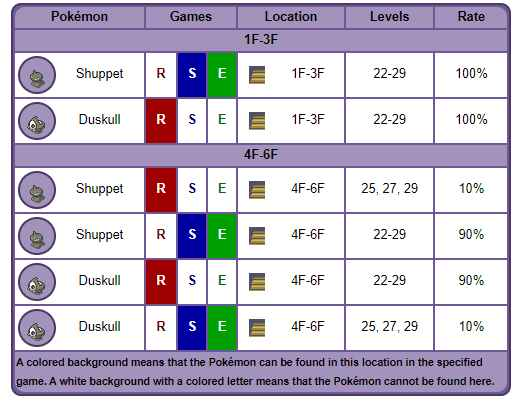 Pokémon Games Location Levels Rate
1F-3F
Shuppet R S E 1F-3F 22-29 100%
Duskull R S E 1F-3F 22-29 100%
4F-6F
Shuppet R S E 4F-6F 25, 27, 29 10%
Shuppet R S E 4F-6F 22-29 90%
Duskull R S E 4F-6F 22-29 90%
Duskull R S E 4F-6F 25, 27, 29 10%
A colored background means that the Pokémon can be found in this location in the specified
game. A white background with a colored letter means that the Pokémon cannot be found here.